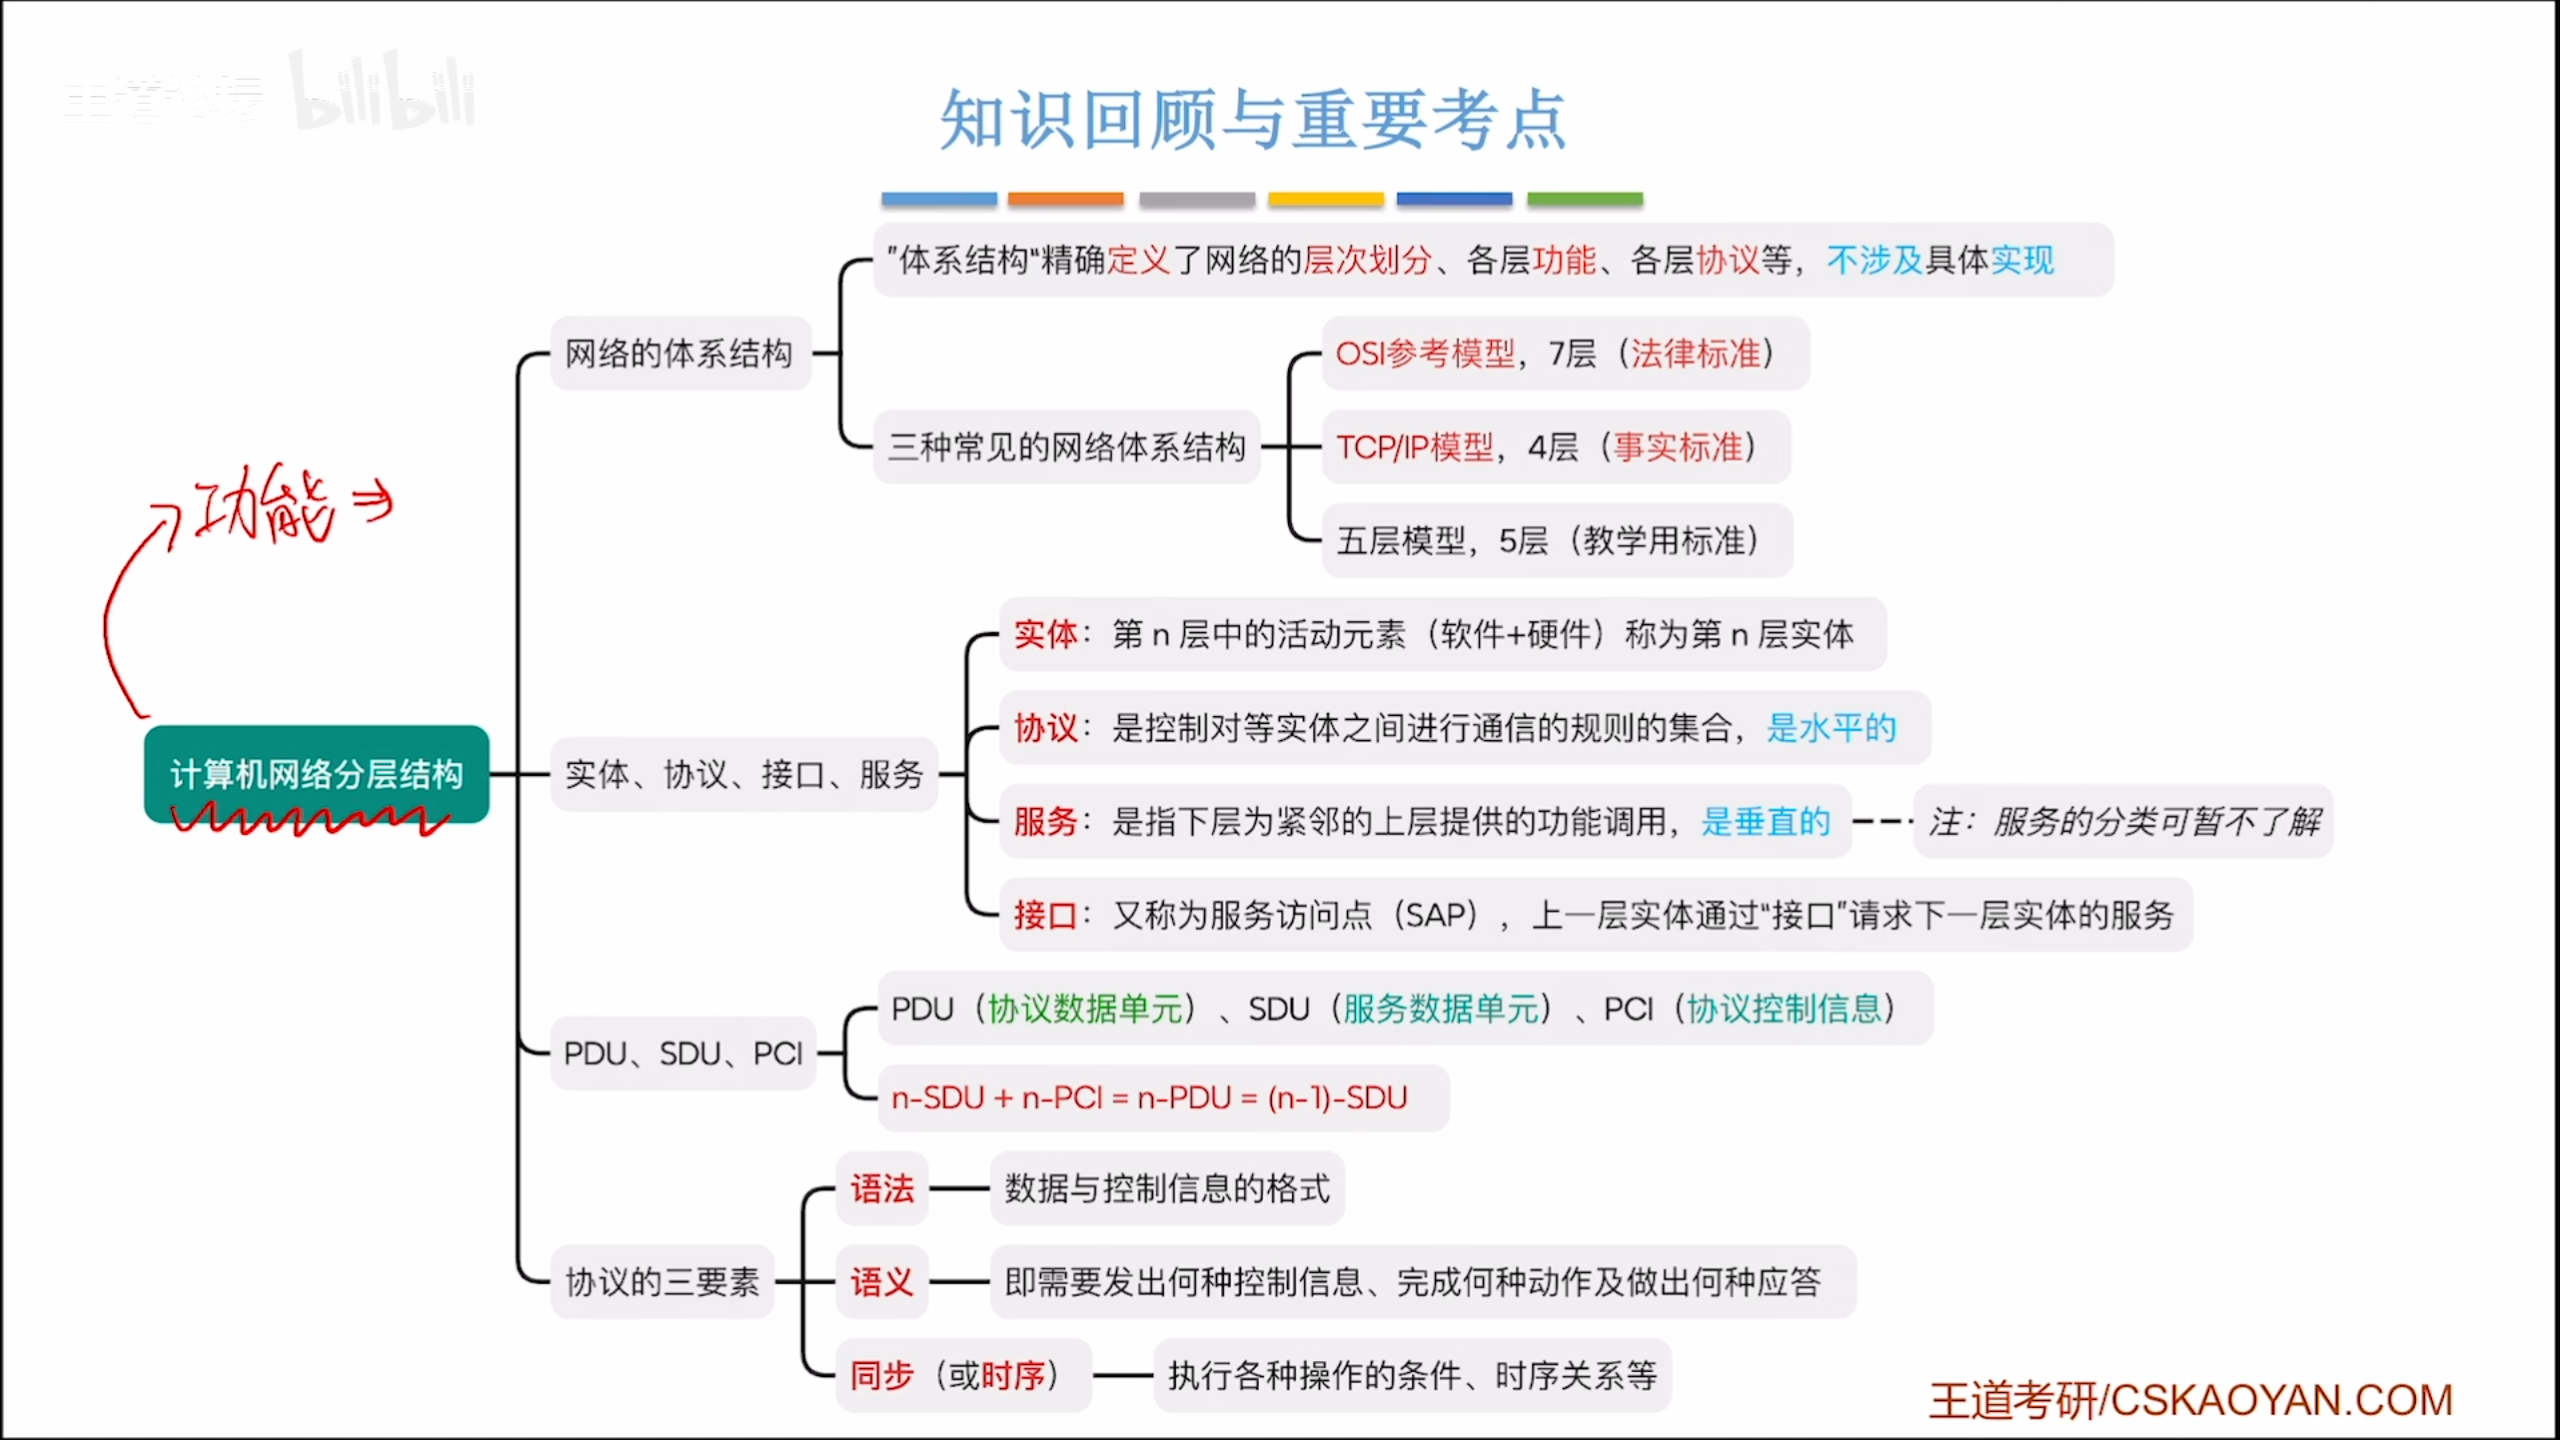 王道论坛 bilibili
知识回顾与重要考点
"体系结构“精确定义了网络的层次划分、各层功能、各层协议等，不涉及具体实现
网络的体系结构
OSI参考模型，7层（法律标准）
三种常见的网络体系结构
TCP/IP模型，4层（事实标准）
五层模型，5层（教学用标准）
功能
实体：第 n 层中的活动元素（软件+硬件）称为第 n 层实体
协议：是控制对等实体之间进行通信的规则的集合，是水平的
计算机网络分层结构
实体、协议、接口、服务
服务：是指下层为紧邻的上层提供的功能调用，是垂直的
注：服务的分类可暂不了解
接口：又称为服务访问点（SAP），上一层实体通过“接口”请求下一层实体的服务
PDU、SDU、PCI
PDU（协议数据单元）、SDU（服务数据单元）、PCI（协议控制信息）
n-SDU + n-PCI = n-PDU = (n-1)-SDU
协议的三要素
语法
数据与控制信息的格式
语义
即需要发出何种控制信息、完成何种动作及做出何种应答
同步（或时序）
执行各种操作的条件、时序关系等
王道考研/CSKAOYAN.COM